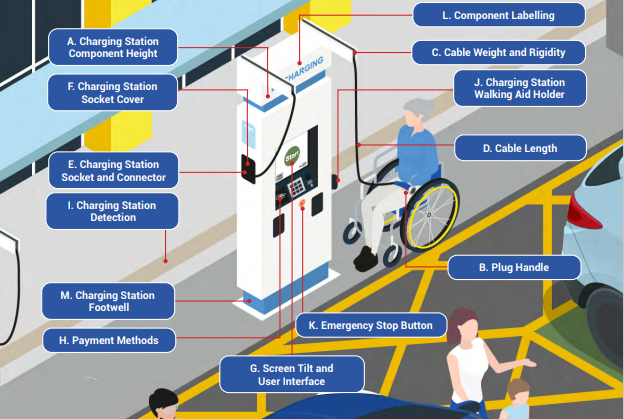 L. Component Labelling
A. Charging Station
Component Height
C. Cable Weight and Rigidity
CHARGING
F. Charging Station
Socket Cover
J. Charging Station
Walking Aid Holder
D. Cable Length
Start
E. Charging Station
Socket and Connector
I. Charging Station
Detection
B. Plug Handle
M. Charging Station
Footwell
K. Emergency Stop Button
H. Payment Methods
G. Screen Tilt and
User Interface